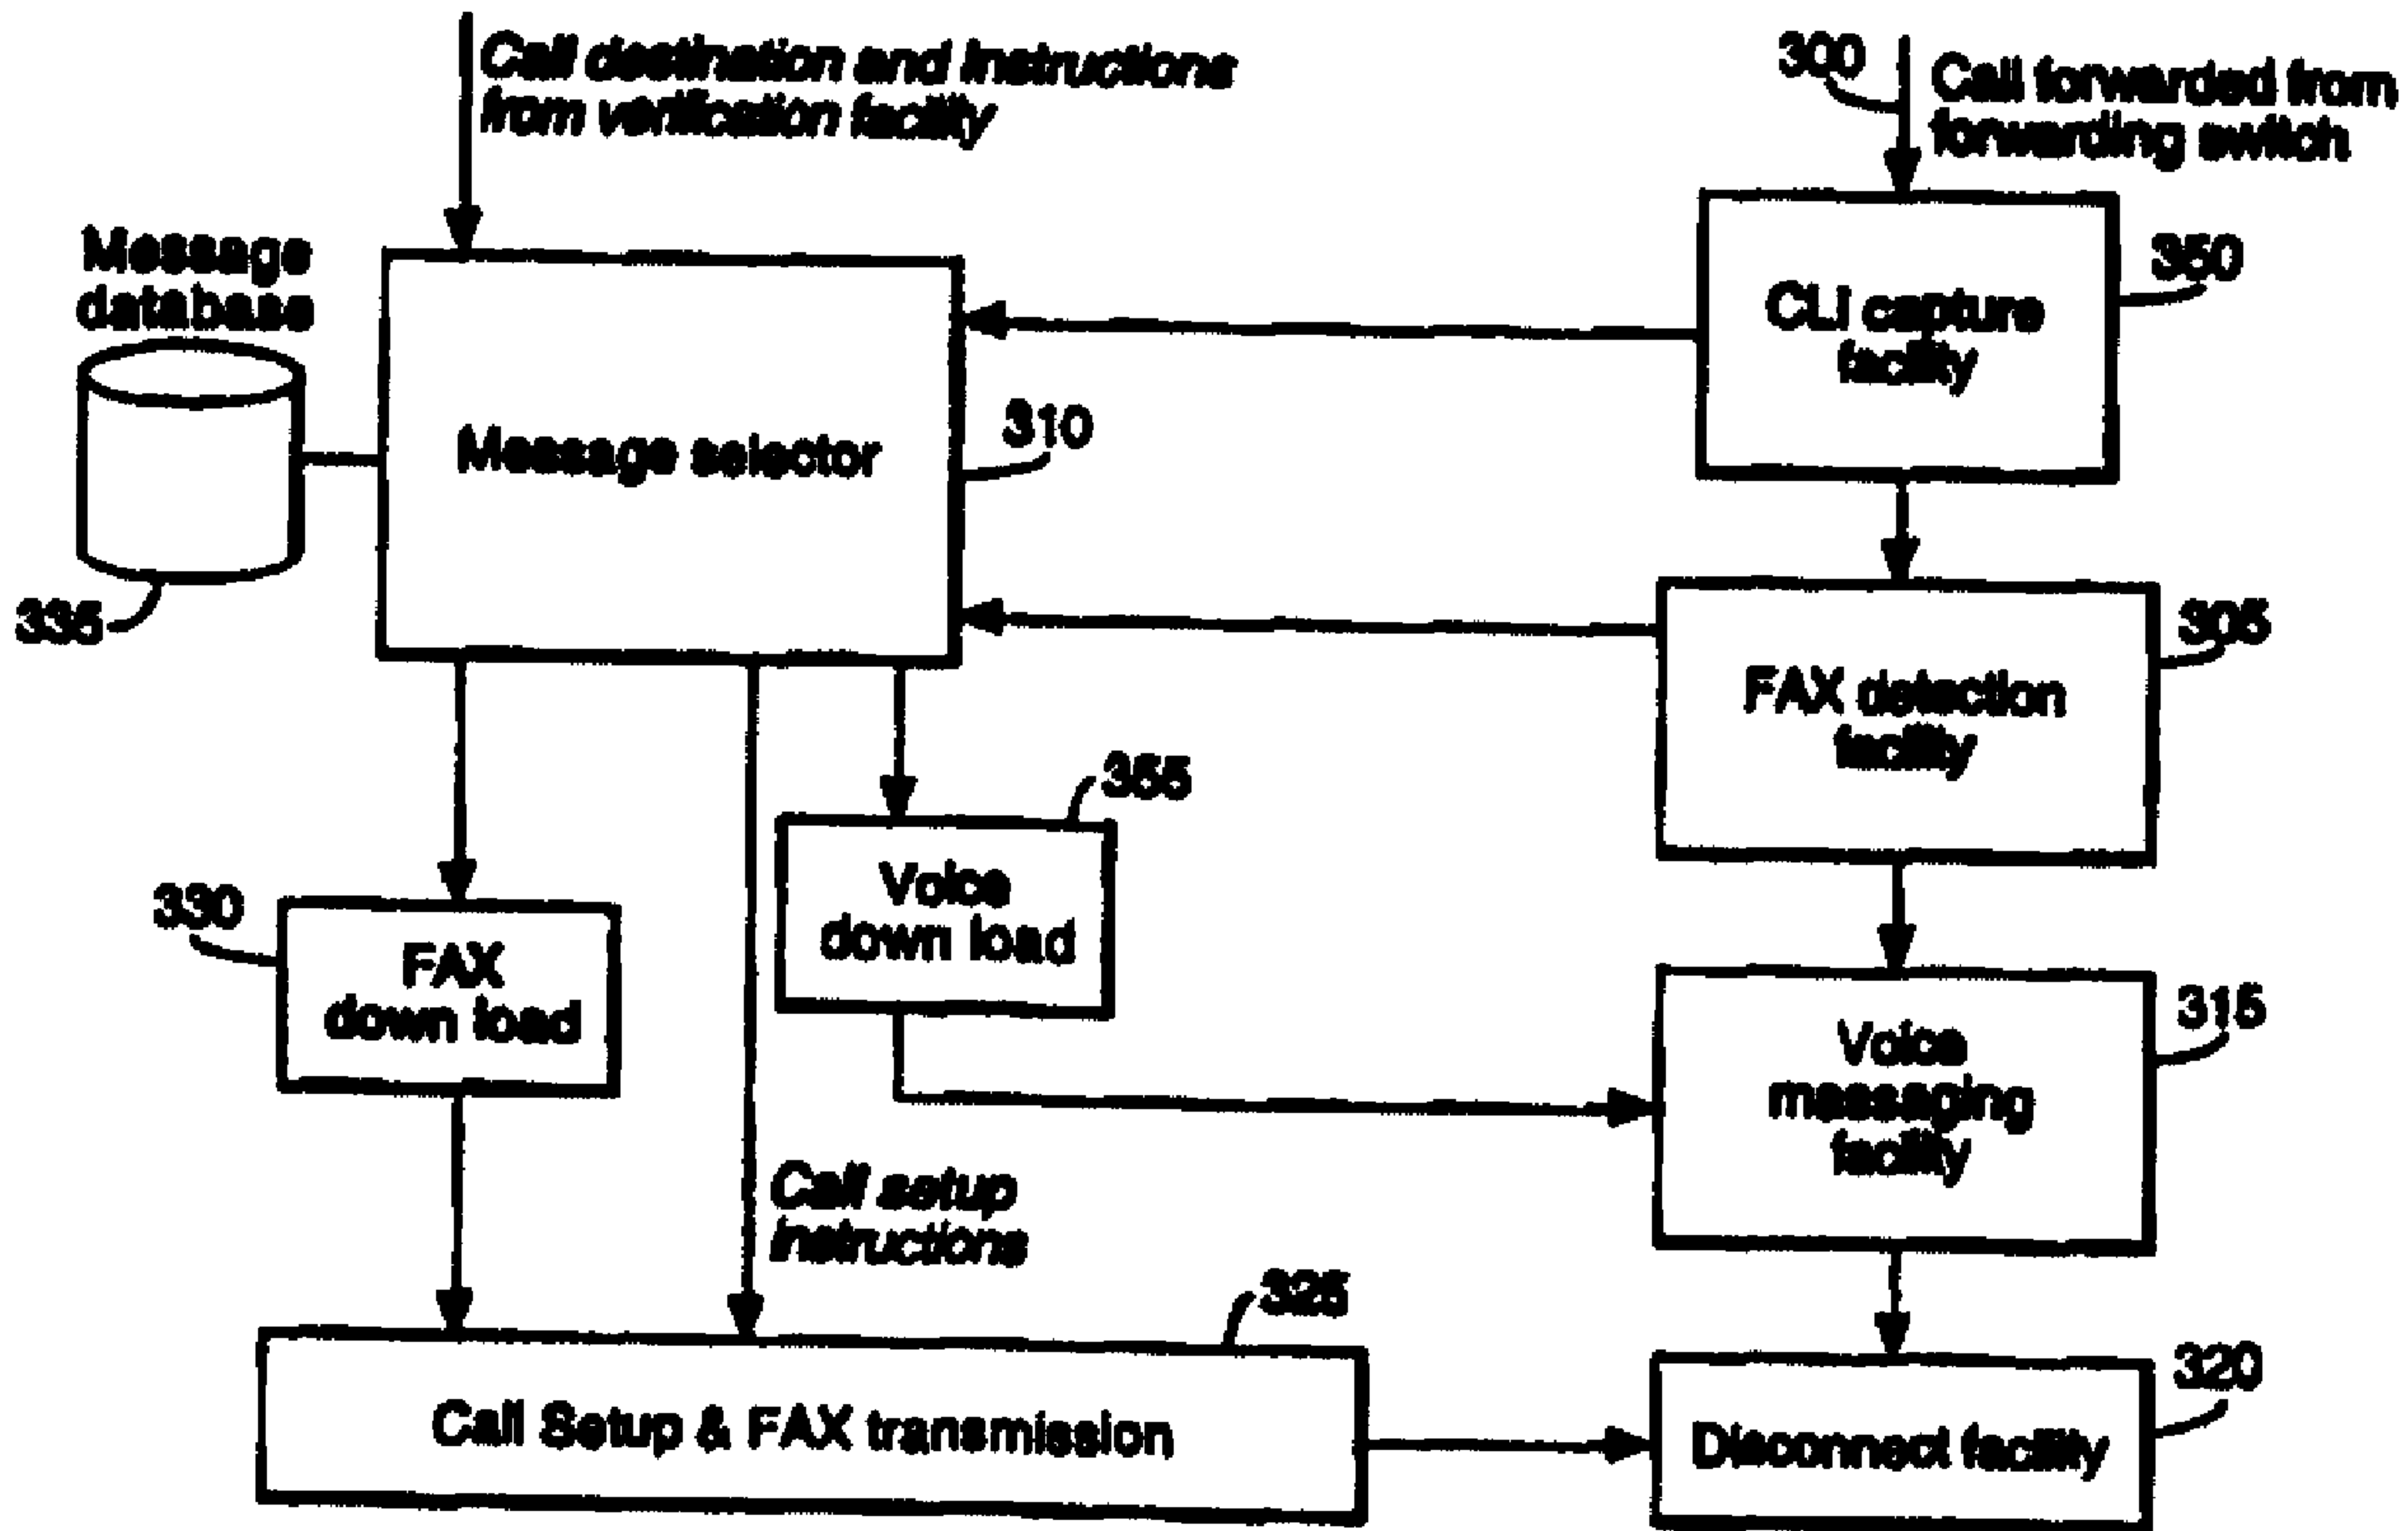 Call destination and instructions
from verification facility
300
Call forwarded from
forwarding switch
Message
database
350
CLI capture
facility
310
Message selector
335
305
FAX detection
facility
355
Voice
down load
330
FAX
down load
315
Voice
messaging
facility
Call setup
instructions
325
320
Call Setup & FAX transmission
Disconnect facility